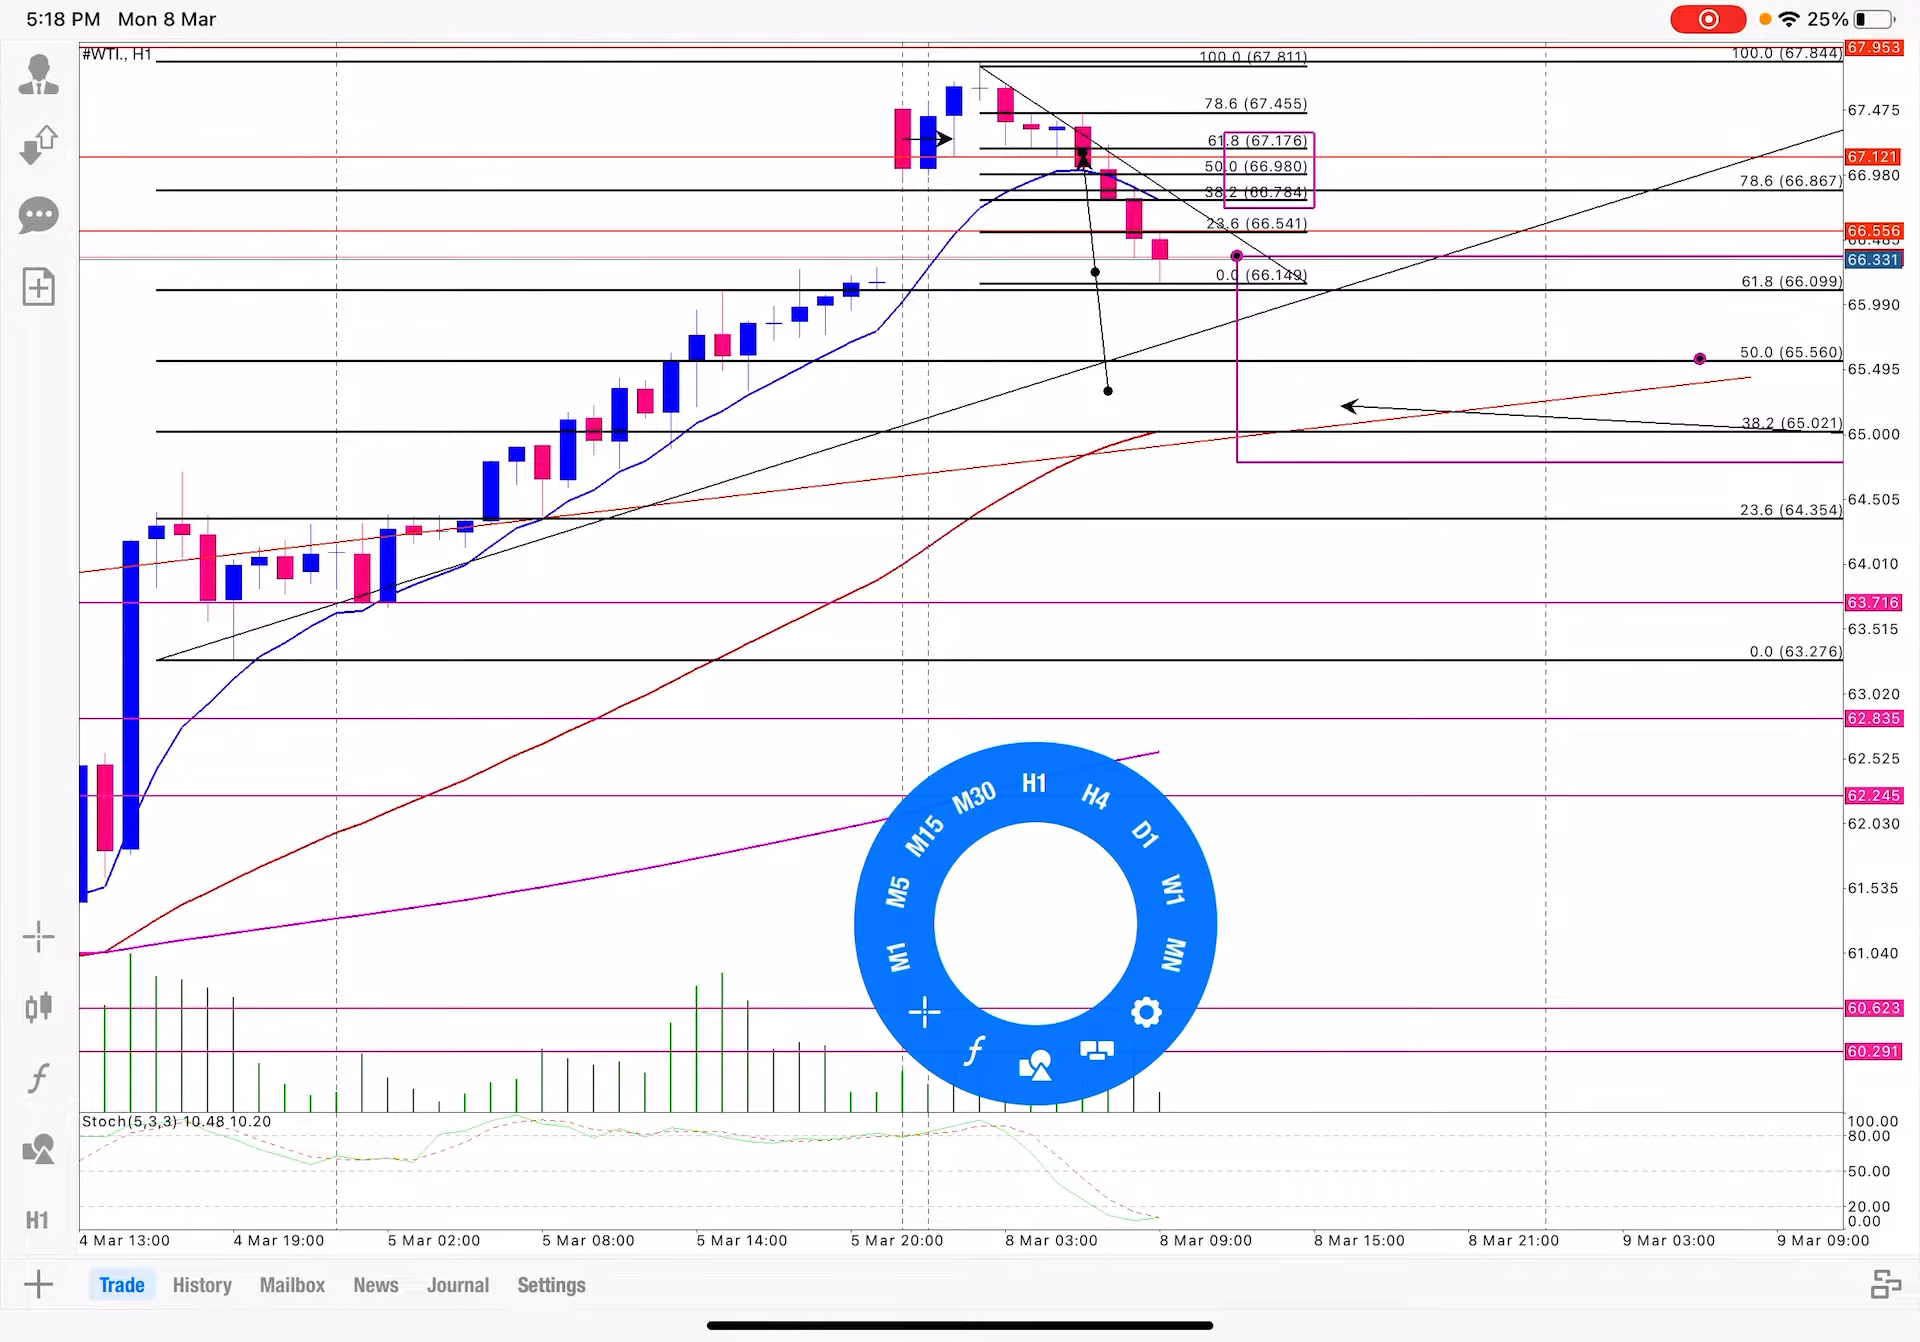 5:18 PM Mon 8 Mar
25%
#WTI., H1
100.0 (67.811)
100.0 (67.844)
67.953
78.6 (67.455)
67.475
61.8 (67.176)
67.121
50.0 (66.980)
66.980
78.6 (66.867)
38.2 (66.784)
23.6 (66.541)
66.556
66.485
66.331
0.0 (66.149)
61.8 (66.099)
65.990
50.0 (65.560)
65.495
38.2 (65.021)
65.000
23.6 (64.354)
64.505
64.010
63.716
63.515
0.0 (63.276)
63.020
62.835
62.525
62.245
62.030
61.535
61.040
60.623
60.291
M1
M5
M15
M30
H1
H4
D1
W1
MN
Stoch(5,3,3) 10.48 10.20
100.00
80.00
50.00
20.00
0.00
H1
4 Mar 13:00
4 Mar 19:00
5 Mar 02:00
5 Mar 08:00
5 Mar 14:00
5 Mar 20:00
8 Mar 03:00
8 Mar 09:00
8 Mar 15:00
8 Mar 21:00
9 Mar 03:00
9 Mar 09:00
Trade History Mailbox News Journal Settings